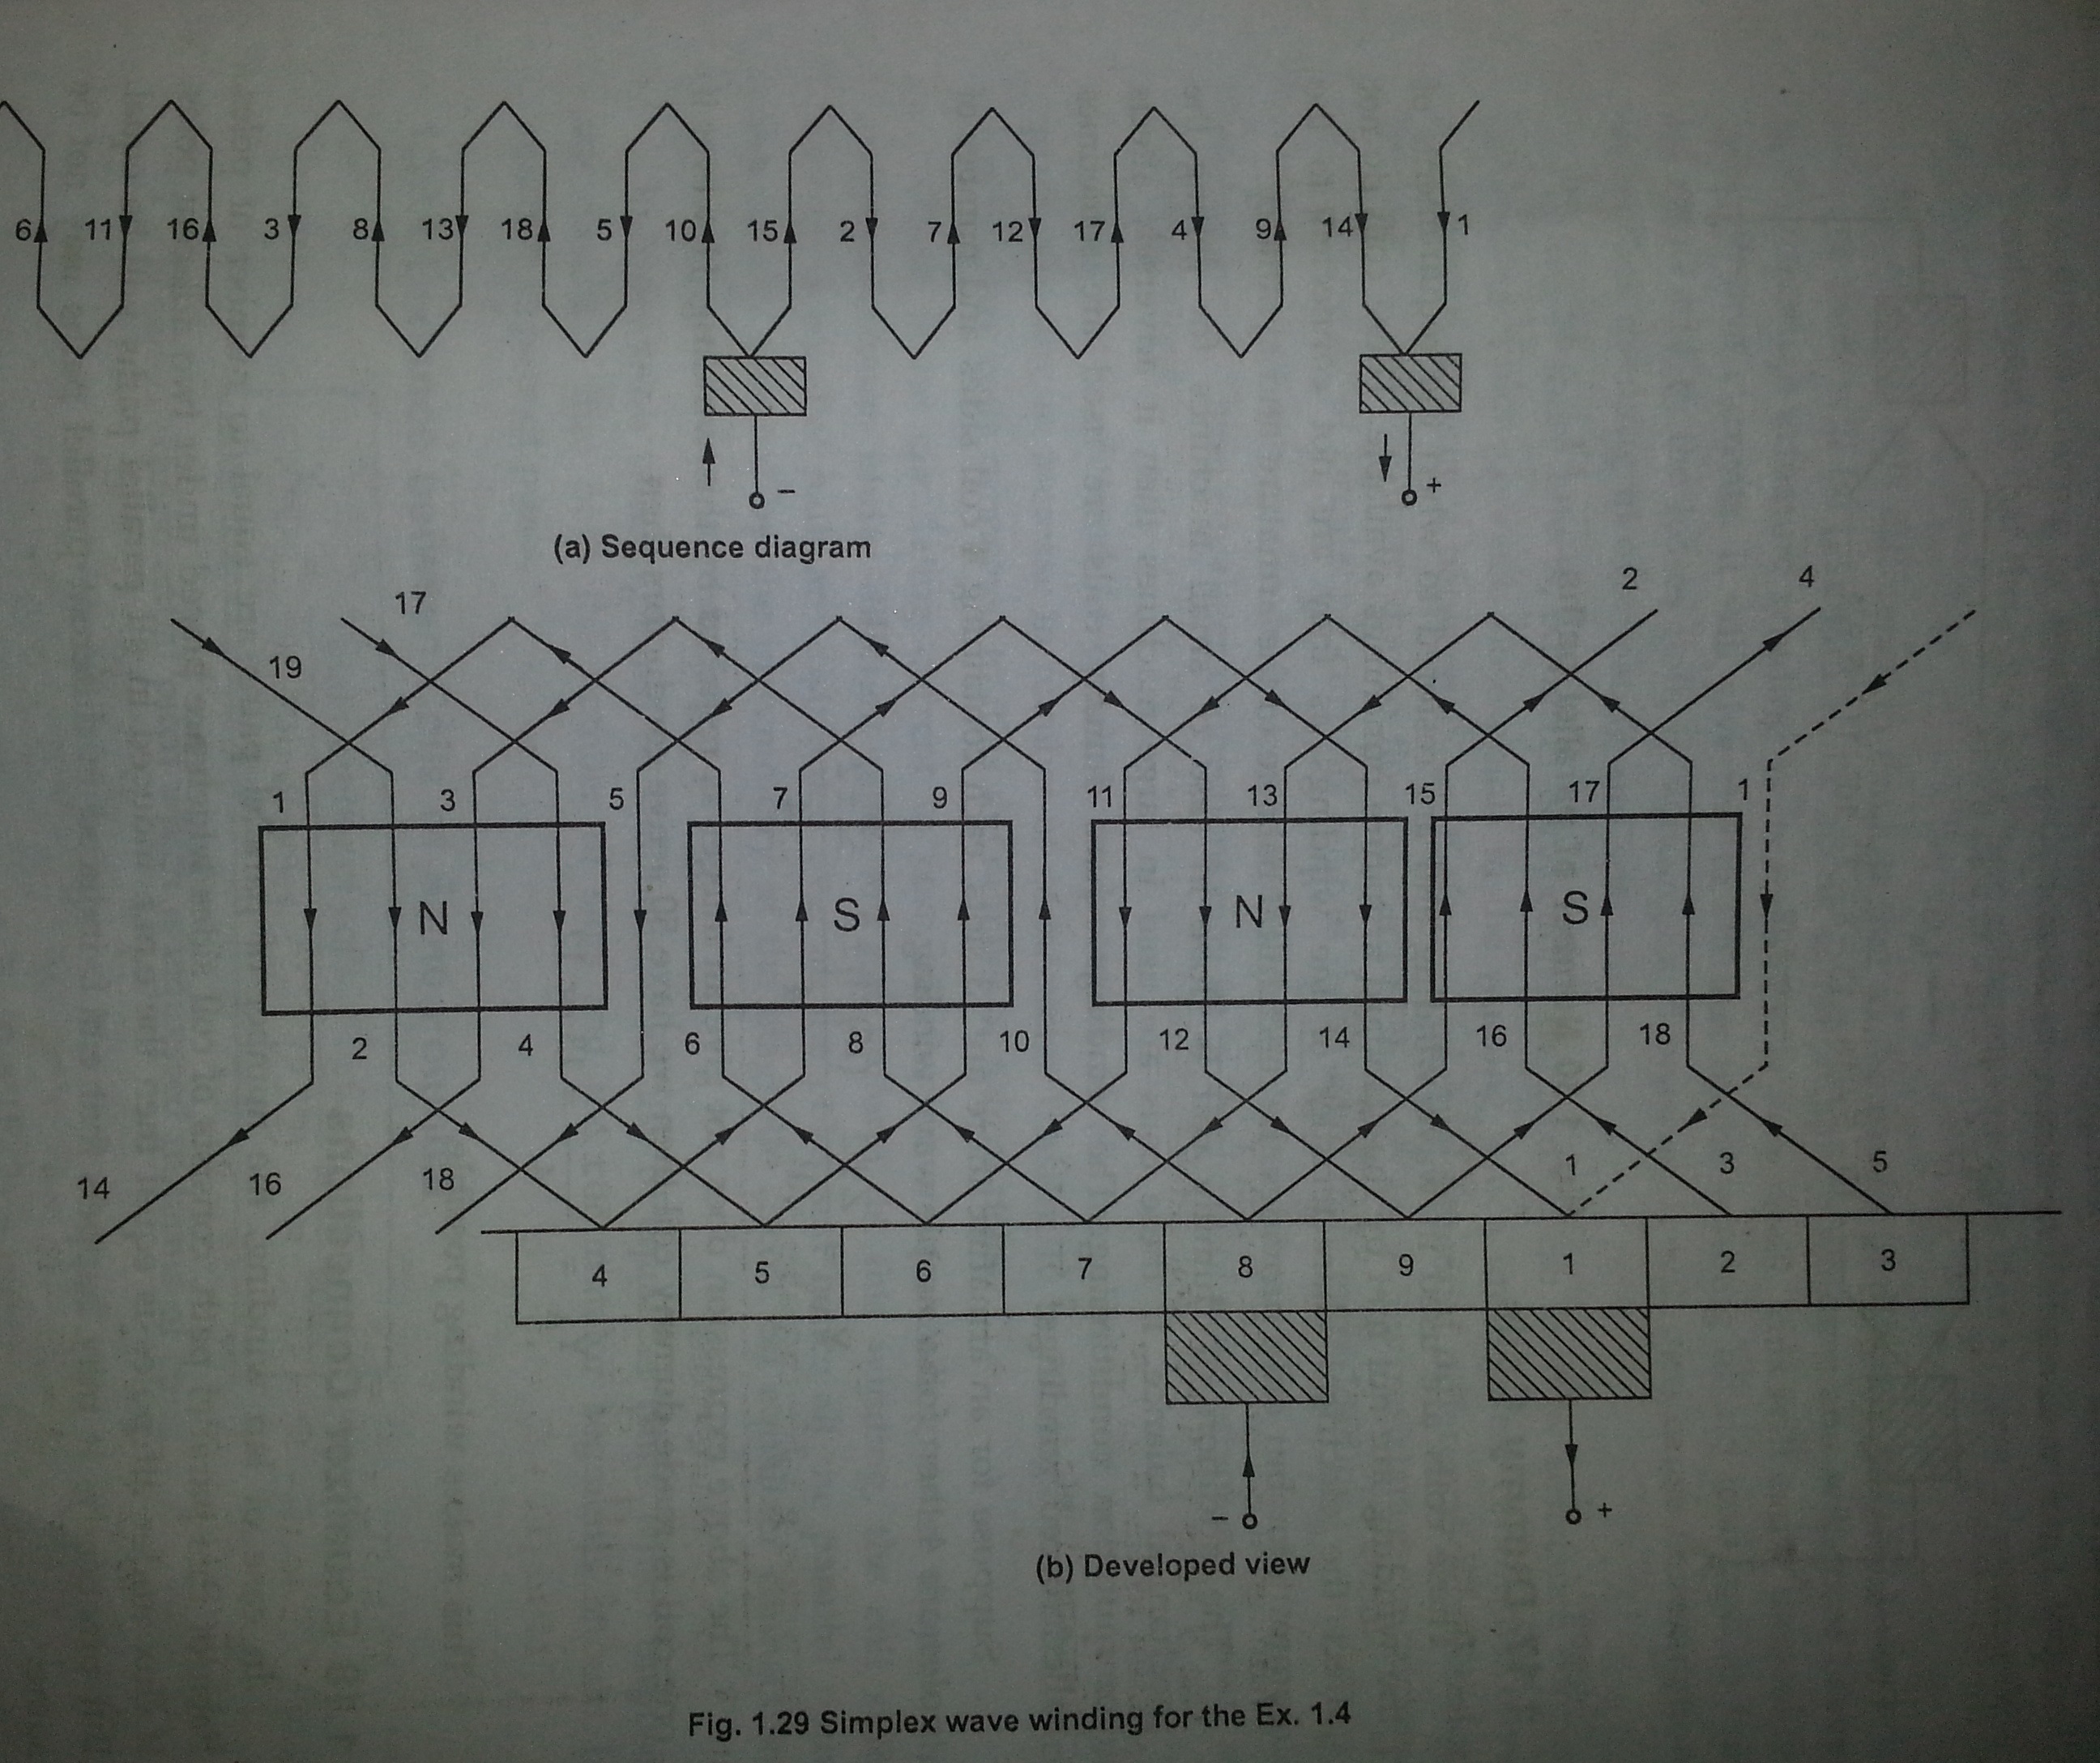 6 11 16 3 8 13 18 5 10 15 2 7 12 17 4 9 14 1
− +
(a) Sequence diagram
17 2 4
19
1 3 5 7 9 11 13 15 17 1
N S N S
2 4 6 8 10 12 14 16 18
14 16 18 1 3 5
4 5 6 7 8 9 1 2 3
− +
(b) Developed view
Fig. 1.29 Simplex wave winding for the Ex. 1.4